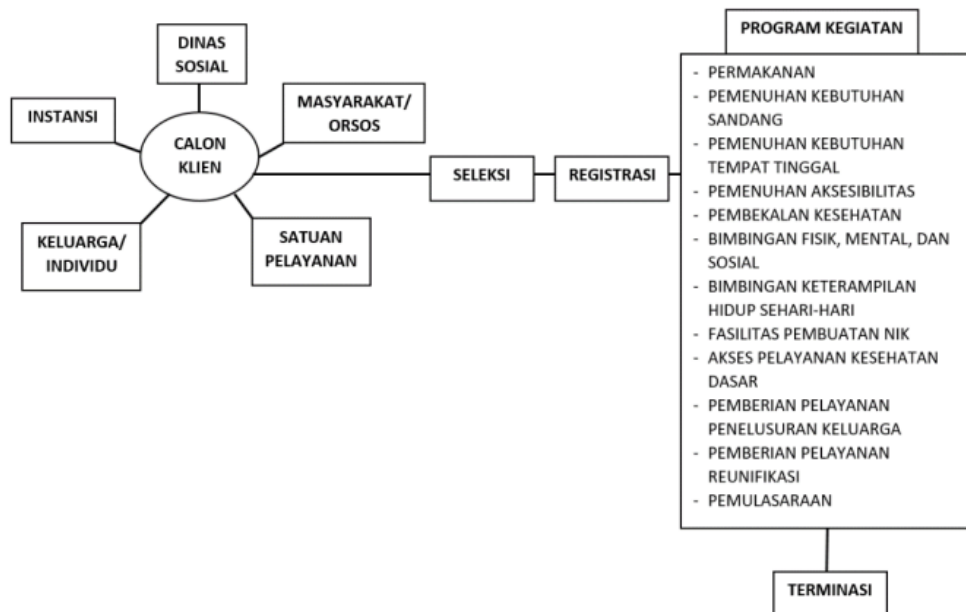 DINAS
SOSIAL
INSTANSI
MASYARAKAT/
ORSOS
CALON
KLIEN
KELUARGA/
INDIVIDU
SATUAN
PELAYANAN
SELEKSI
REGISTRASI
PROGRAM KEGIATAN
- PERMAKANAN
- PEMENUHAN KEBUTUHAN
SANDANG
- PEMENUHAN KEBUTUHAN
TEMPAT TINGGAL
- PEMENUHAN AKSESIBILITAS
- PEMBEKALAN KESEHATAN
- BIMBINGAN FISIK, MENTAL, DAN
SOSIAL
- BIMBINGAN KETERAMPILAN
HIDUP SEHARI-HARI
- FASILITAS PEMBUATAN NIK
- AKSES PELAYANAN KESEHATAN
DASAR
- PEMBERIAN PELAYANAN
PENELUSURAN KELUARGA
- PEMBERIAN PELAYANAN
REUNIFIKASI
- PEMULASARAAN
TERMINASI